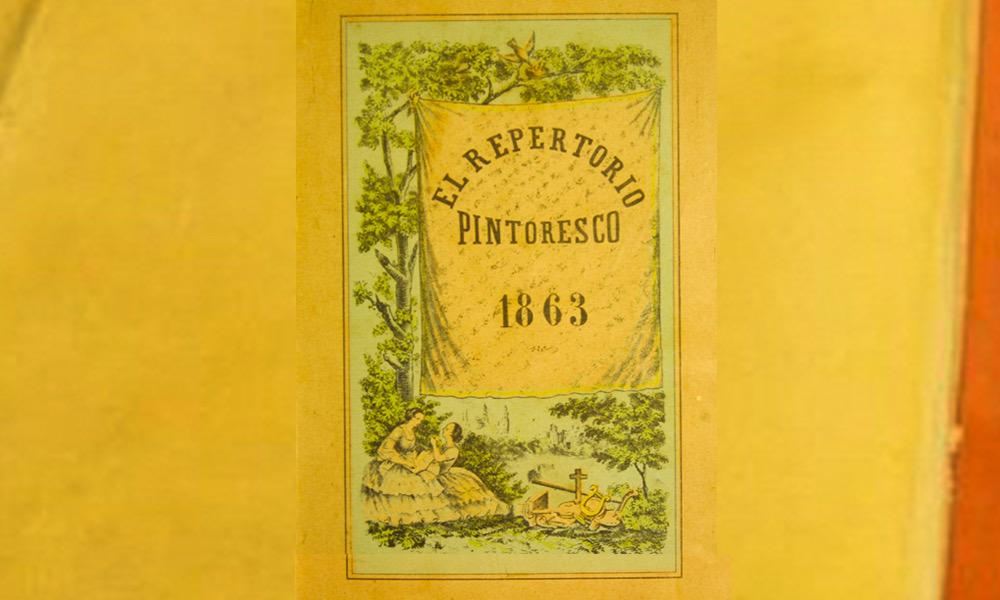 EL REPERTORIO
PINTORESCO
1863